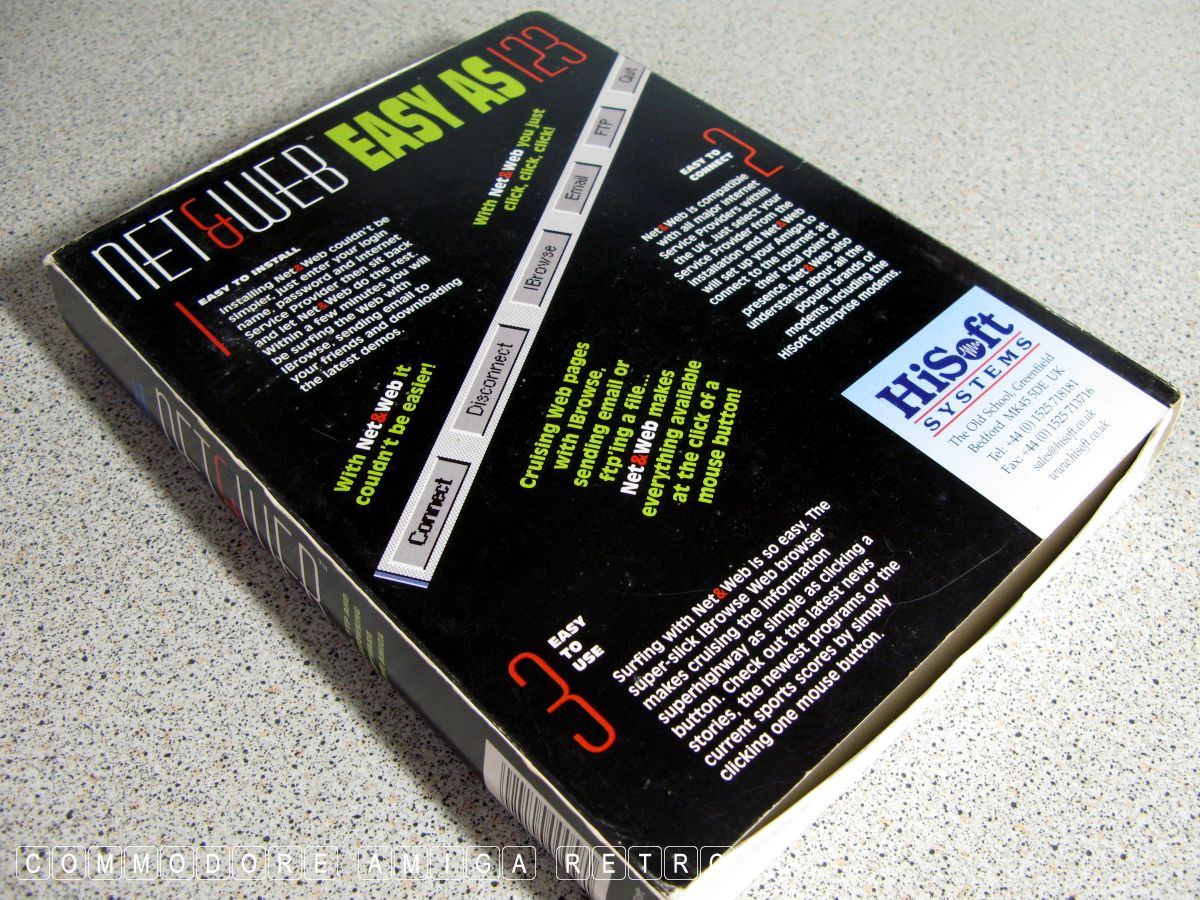 NET&WEB™ EASY AS 123
1
EASY TO INSTALL
Installing Net&Web couldn't be
simpler, just enter your login
name, password and Internet
Service Provider then sit back
and let Net&web do the rest.
Within a few minutes you will
be surfing the Web with
IBrowse, sending email to
your friends and downloading
the latest demos.
With Net&Web you just
click, click, click!
With Net&Web it
couldn't be easier!
Connect
Disconnect
IBrowse
Email
FTP
Quit
2
EASY TO
CONNECT
Net&Web is compatible
with all major Internet
Service Providers within
the UK. Just select your
service provider from the
installation and Net&Web
will set up your Amiga to
connect to the Internet at
their local point of
presence. Net&Web also
understands about all the
popular brands of
modems including the
HiSoft Enterprise modems.
Cruising Web pages
with IBrowse,
sending email or
ftp'ing a file...
Net&Web makes
everything available
at the click of a
mouse button!
HiSoft
SYSTEMS
The Old School, Greenfield
Bedford MK45 5DE UK
Tel: +44 (0) 1525 718181
Fax: +44 (0) 1525 713716
sales@hisoft.co.uk
www.hisoft.co.uk
3
EASY
TO
USE
Surfing with Net&Web is so easy. The
super-slick IBrowse Web browser
makes cruising the information
superhighway as simple as clicking a
button. Check out the latest news
stories, the newest programs or the
current sports scores by simply
clicking one mouse button.
NET&WEB™
COMMODORE AMIGA RETRO